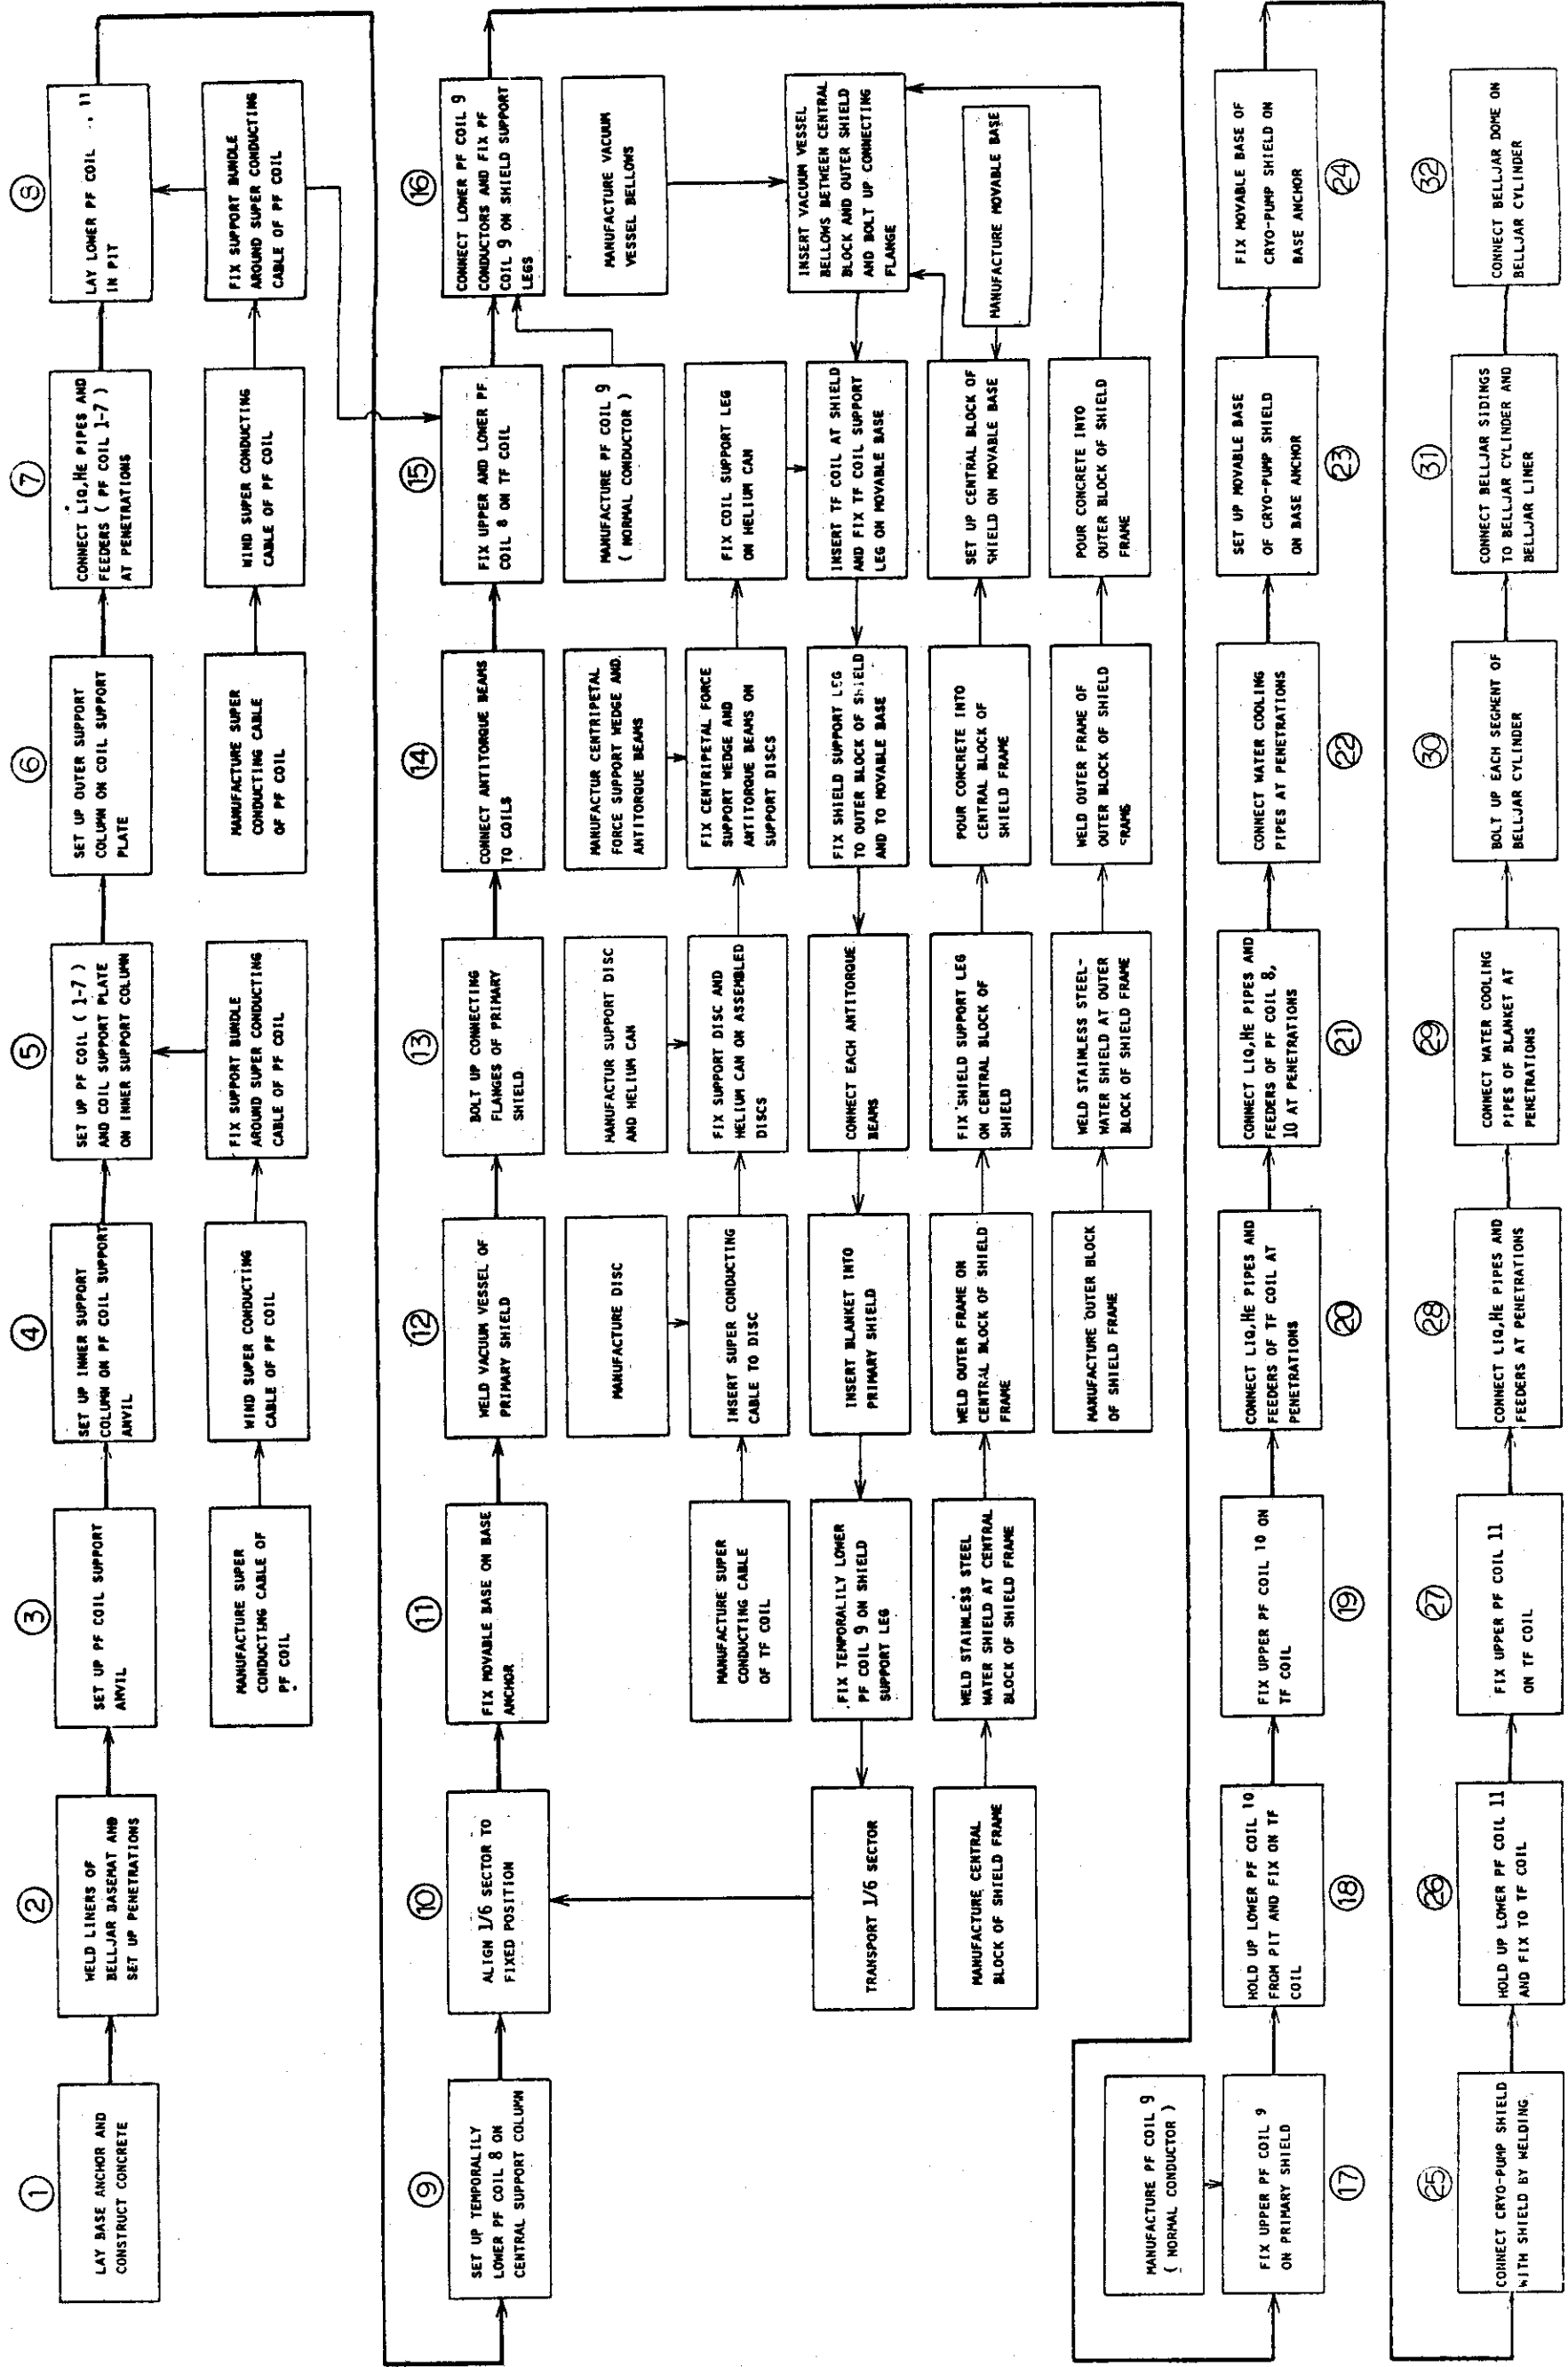 ①
LAY BASE ANCHOR AND
CONSTRUCT CONCRETE
②
WELD LINERS OF
BELLJAR BASEMAT AND
SET UP PENETRATIONS
③
SET UP PF COIL SUPPORT
ANVIL
④
SET UP INNER SUPPORT
COLUMN ON PF COIL SUPPORT
ANVIL
⑤
SET UP PF COIL ( 1-7 )
AND COIL SUPPORT PLATE
ON INNER SUPPORT COLUMN
⑥
SET UP OUTER SUPPORT
COLUMN ON COIL SUPPORT
PLATE
⑦
CONNECT LIQ,HE PIPES AND
FEEDERS ( PF COIL 1-7 )
AT PENETRATIONS
⑧
LAY LOWER PF COIL , 11
IN PIT
MANUFACTURE SUPER
CONDUCTING CABLE OF
PF COIL
WIND SUPER CONDUCTING
CABLE OF PF COIL
FIX SUPPORT BUNDLE
AROUND SUPER CONDUCTING
CABLE OF PF COIL
MANUFACTURE SUPER
CONDUCTING CABLE
OF PF COIL
WIND SUPER CONDUCTING
CABLE OF PF COIL
FIX SUPPORT BUNDLE
AROUND SUPER CONDUCTING
CABLE OF PF COIL
⑨
SET UP TEMPORALILY
LOWER PF COIL 8 ON
CENTRAL SUPPORT COLUMN
⑩
ALIGN 1/6 SECTOR TO
FIXED POSITION
⑪
FIX MOVABLE BASE ON BASE
ANCHOR
⑫
WELD VACUUM VESSEL OF
PRIMARY SHIELD
⑬
BOLT UP CONNECTING
FLANGES OF PRIMARY
SHIELD
⑭
CONNECT ANTITORQUE BEAMS
TO COILS
⑮
FIX UPPER AND LOWER PF
COIL 8 ON TF COIL
⑯
CONNECT LOWER PF COIL 9
CONDUCTORS AND FIX PF
COIL 9 ON SHIELD SUPPORT
LEGS
MANUFACTURE DISC
MANUFACTUR SUPPORT DISC
AND HELIUM CAN
MANUFACTUR CENTRIPETAL
FORCE SUPPORT WEDGE AND
ANTITORQUE BEAMS
MANUFACTURE PF COIL 9
( NORMAL CONDUCTOR )
MANUFACTURE VACUUM
VESSEL BELLOWS
MANUFACTURE SUPER
CONDUCTING CABLE
OF TF COIL
INSERT SUPER CONDUCTING
CABLE TO DISC
FIX SUPPORT DISC AND
HELIUM CAN ON ASSEMBLED
DISCS
FIX CENTRIPETAL FORCE
SUPPORT WEDGE AND
ANTITORQUE BEAMS ON
SUPPORT DISCS
FIX COIL SUPPORT LEG
ON HELIUM CAN
TRANSPORT 1/6 SECTOR
FIX TEMPORALILY LOWER
PF COIL 9 ON SHIELD
SUPPORT LEG
INSERT BLANKET INTO
PRIMARY SHIELD
CONNECT EACH ANTITORQUE
BEAMS
FIX SHIELD SUPPORT LEG
TO OUTER BLOCK OF SHIELD
AND TO MOVABLE BASE
INSERT TF COIL AT SHIELD
AND FIX TF COIL SUPPORT
LEG ON MOVABLE BASE
INSERT VACUUM VESSEL
BELLOWS BETWEEN CENTRAL
BLOCK AND OUTER SHIELD
AND BOLT UP CONNECTING
FLANGE
MANUFACTURE CENTRAL
BLOCK OF SHIELD FRAME
WELD STAINLESS STEEL
WATER SHIELD AT CENTRAL
BLOCK OF SHIELD FRAME
WELD OUTER FRAME ON
CENTRAL BLOCK OF SHIELD
FRAME
FIX SHIELD SUPPORT LEG
ON CENTRAL BLOCK OF
SHIELD
POUR CONCRETE INTO
CENTRAL BLOCK OF
SHIELD FRAME
SET UP CENTRAL BLOCK OF
SHIELD ON MOVABLE BASE
MANUFACTURE MOVABLE BASE
MANUFACTURE OUTER BLOCK
OF SHIELD FRAME
WELD STAINLESS STEEL-
WATER SHIELD AT OUTER
BLOCK OF SHIELD FRAME
WELD OUTER FRAME OF
OUTER BLOCK OF SHIELD
POUR CONCRETE INTO
OUTER BLOCK OF SHIELD
FRAME
MANUFACTURE PF COIL 9
( NORMAL CONDUCTOR )
FIX UPPER PF COIL 9
ON PRIMARY SHIELD
⑰
HOLD UP LOWER PF COIL 10
FROM PIT AND FIX ON TF
COIL
⑱
FIX UPPER PF COIL 10 ON
TF COIL
⑲
CONNECT LIQ,HE PIPES AND
FEEDERS OF TF COIL AT
PENETRATIONS
⑳
CONNECT LIQ,HE PIPES AND
FEEDERS OF PF COIL 8,
10 AT PENETRATIONS
㉑
CONNECT WATER COOLING
PIPES AT PENETRATIONS
㉒
SET UP MOVABLE BASE
OF CRYO-PUMP SHIELD
ON BASE ANCHOR
㉓
FIX MOVABLE BASE OF
CRYO-PUMP SHIELD ON
BASE ANCHOR
㉔
㉕
CONNECT CRYO-PUMP SHIELD
WITH SHIELD BY WELDING
㉖
HOLD UP LOWER PF COIL 11
AND FIX TO TF COIL
㉗
FIX UPPER PF COIL 11
ON TF COIL
㉘
CONNECT LIQ,HE PIPES AND
FEEDERS AT PENETRATIONS
㉙
CONNECT WATER COOLING
PIPES OF BLANKET AT
PENETRATIONS
㉚
BOLT UP EACH SEGMENT OF
BELLJAR CYLINDER
㉛
CONNECT BELLJAR SIDINGS
TO BELLJAR CYLINDER AND
BELLJAR LINER
㉜
CONNECT BELLJAR DOME ON
BELLJAR CYLINDER